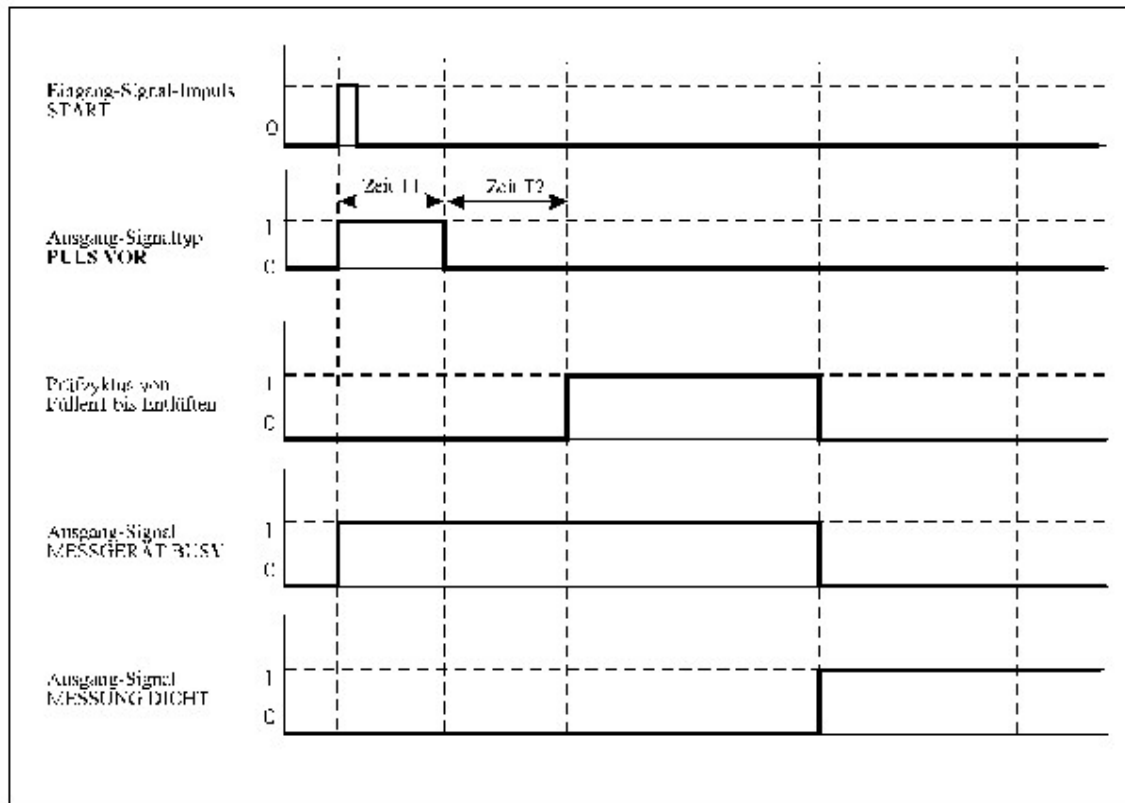 Eingang-Signal-Impuls
START
0
Zeit T1
Zeit T2
Ausgang-Signaltyp
PULS VOR
1
0
Prüfzyklus von
Füllen1 bis Entlüften
1
0
Ausgang-Signal
MESSGERÄT BUSY
1
0
Ausgang-Signal
MESSUNG DICHT
1
0